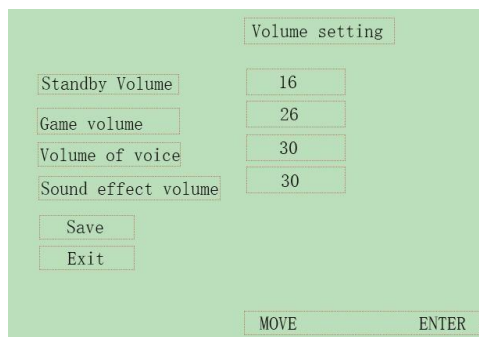 Volume setting
Standby Volume 16
Game volume 26
Volume of voice 30
Sound effect volume 30
Save
Exit
MOVE ENTER